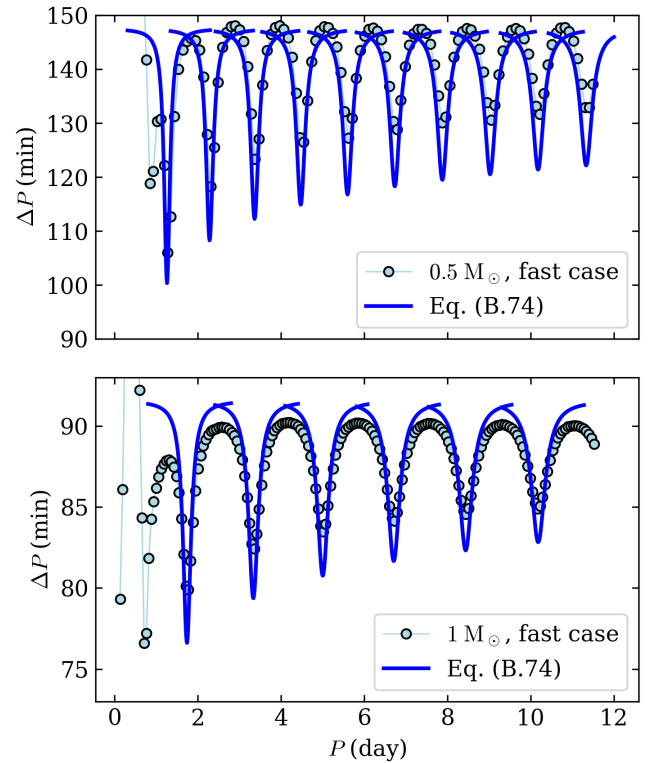 150
140
130
120
110
100
90
ΔP (min)
0.5 M⊙, fast case
Eq. (B.74)
90
85
80
75
ΔP (min)
1 M⊙, fast case
Eq. (B.74)
0 2 4 6 8 10 12
P (day)